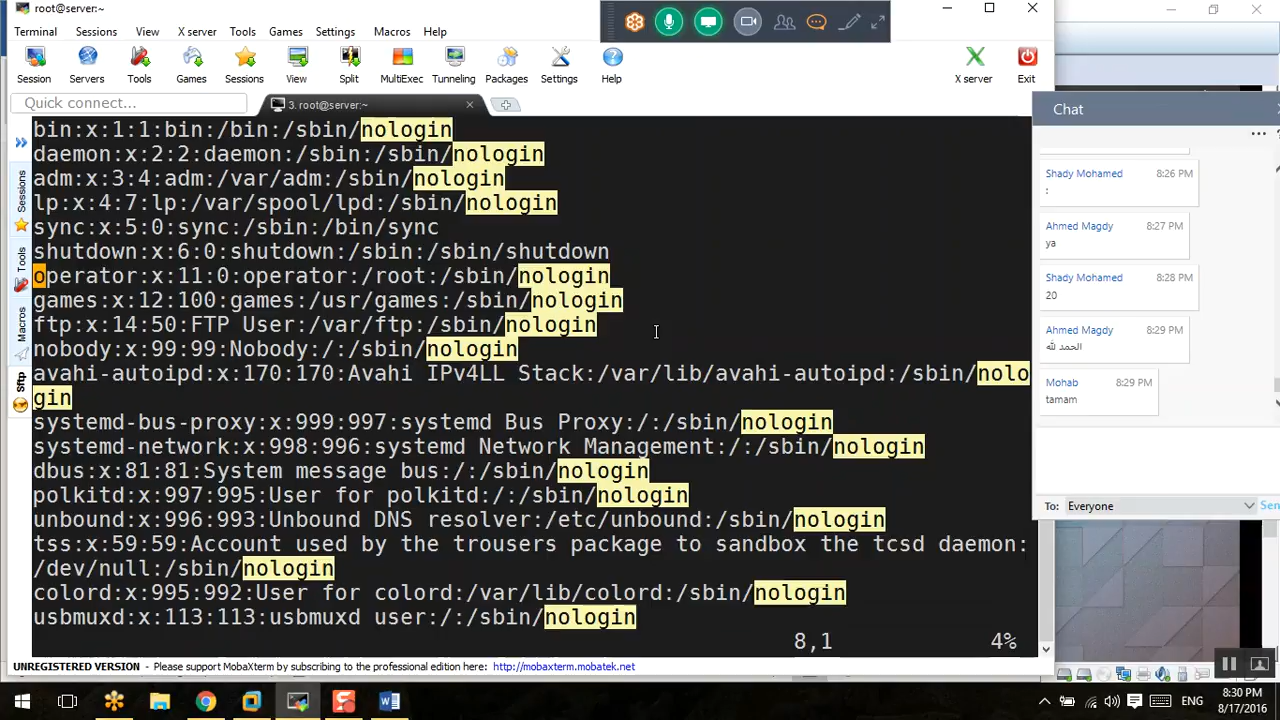 root@server:~
Terminal Sessions View X server Tools Games Settings Macros Help
Session Servers Tools Games Sessions View Split MultiExec Tunneling Packages Settings Help X server Exit
Quick connect...
3. root@server:~
bin:x:1:1:bin:/bin:/sbin/nologin
daemon:x:2:2:daemon:/sbin:/sbin/nologin
adm:x:3:4:adm:/var/adm:/sbin/nologin
lp:x:4:7:lp:/var/spool/lpd:/sbin/nologin
sync:x:5:0:sync:/sbin:/bin/sync
shutdown:x:6:0:shutdown:/sbin:/sbin/shutdown
operator:x:11:0:operator:/root:/sbin/nologin
games:x:12:100:games:/usr/games:/sbin/nologin
ftp:x:14:50:FTP User:/var/ftp:/sbin/nologin
nobody:x:99:99:Nobody:/:/sbin/nologin
avahi-autoipd:x:170:170:Avahi IPv4LL Stack:/var/lib/avahi-autoipd:/sbin/nolo
gin
systemd-bus-proxy:x:999:997:systemd Bus Proxy:/:/sbin/nologin
systemd-network:x:998:996:systemd Network Management:/:/sbin/nologin
dbus:x:81:81:System message bus:/:/sbin/nologin
polkitd:x:997:995:User for polkitd:/:/sbin/nologin
unbound:x:996:993:Unbound DNS resolver:/etc/unbound:/sbin/nologin
tss:x:59:59:Account used by the trousers package to sandbox the tcsd daemon:
/dev/null:/sbin/nologin
colord:x:995:992:User for colord:/var/lib/colord:/sbin/nologin
usbmuxd:x:113:113:usbmuxd user:/:/sbin/nologin
8,1 4%
Sessions
Tools
Macros
Sftp
UNREGISTERED VERSION - Please support MobaXterm by subscribing to the professional edition here: http://mobaxterm.mobatek.net
Chat
Shady Mohamed 8:26 PM
:
Ahmed Magdy 8:27 PM
ya
Shady Mohamed 8:28 PM
20
Ahmed Magdy 8:29 PM
الحمد لله
Mohab 8:29 PM
tamam
To: Everyone Sen
ENG
8:30 PM
8/17/2016